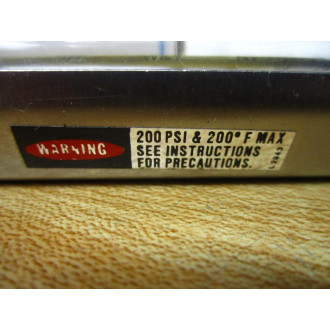 WARNING
200 PSI & 200° F MAX
SEE INSTRUCTIONS
FOR PRECAUTIONS.